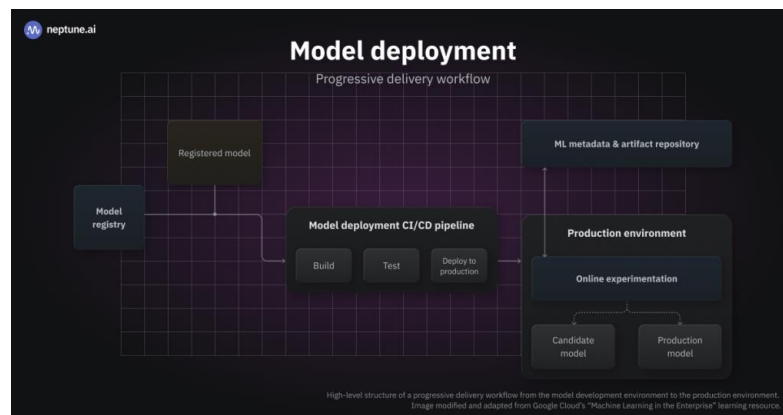 neptune.ai
Model deployment
Progressive delivery workflow
Registered model
ML metadata & artifact repository
Model
registry
Model deployment CI/CD pipeline
Build
Test
Deploy to
production
Production environment
Online experimentation
Candidate
model
Production
model
High-level structure of a progressive delivery workflow from the model development environment to the production environment.
Image modified and adapted from Google Cloud's "Machine Learning in the Enterprise" learning resource.